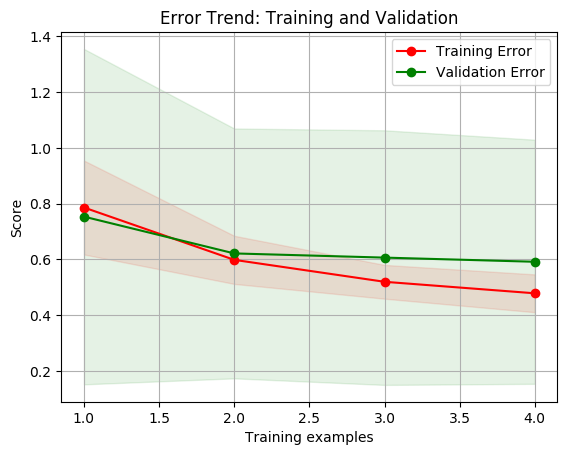 Error Trend: Training and Validation
1.4
1.2
1.0
0.8
0.6
0.4
0.2
Score
Training Error
Validation Error
1.0
1.5
2.0
2.5
3.0
3.5
4.0
Training examples